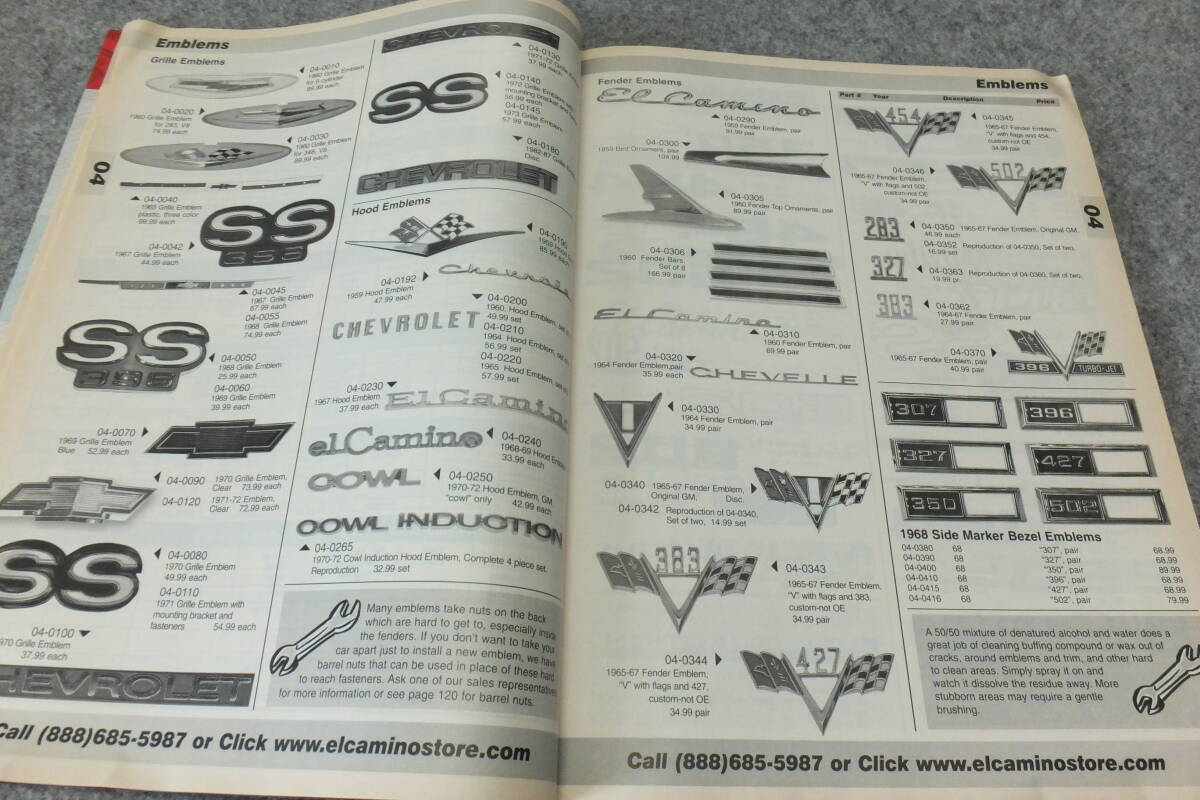 Emblems
Grille Emblems
04-0010
1960 Grille Emblem
for 6 cylinder
04-0020
1960 Grille Emblem
for 283, V8
74.99 each
04-0030
1960 Grille Emblem
for 348, V8
04
04-0040
1965 Grille Emblem
plastic, three color
04-0042
1967 Grille Emblem
44.99 each
SS
04-0045
1967 Grille Emblem
67.99 each
04-0055
1968 Grille Emblem
74.99 each
SS
396
04-0050
1968 Grille Emblem
25.99 each
04-0060
1969 Grille Emblem
39.99 each
04-0070
1969 Grille Emblem
Blue 52.99 each
04-0090 1970 Grille Emblem,
Clear 73.99 each
04-0120 1971-72 Emblem,
Clear 72.99 each
SS
04-0080
1970 Grille Emblem
49.99 each
04-0110
1971 Grille Emblem with
mounting bracket and
fasteners 54.99 each
04-0100
1970 Grille Emblem
37.99 each
CHEVROLET
CHEVROLET
04-0130
1971-72 Grille
37.99 each
SS
04-0140
1972 Grille Emblem
mounting bracket and
56.99 each
04-0145
1973 Grille Emblem
57.99 each
04-0180
1982-87 Grille
Disc.
CHEVROLET
Hood Emblems
04-0190
1959 Hood
04-0192
1959 Hood Emblem
47.99 each
Chevrolet
04-0200
1960, Hood Emblem, set
49.99 set
CHEVROLET
04-0210
1964 Hood Emblem, set
56.99 set
04-0220
1965 Hood Emblem, set
57.99 set
04-0230
1967 Hood Emblem
37.99 each
El Camino
el Camino
04-0240
1968-69 Hood
33.99 each
COWL
04-0250
1970-72 Hood Emblem, GM
"cowl" only 42.99 each
COWL INDUCTION
04-0265
1970-72 Cowl Induction Hood Emblem, Complete 4 piece set.
Reproduction 32.99 set
Many emblems take nuts on the back
which are hard to get to, especially inside
the fenders. If you don't want to take your
car apart just to install a new emblem, we have
barrel nuts that can be used in place of these hard
to reach fasteners. Ask one of our sales representatives
for more information or see page 120 for barrel nuts.
Call (888)685-5987 or Click www.elcaminostore.com
Emblems
Fender Emblems
El Camino
04-0290
1959 Fender Emblem, pair
91.99 pair
04-0300
1959 Bird Ornament, pair
104.99
04-0305
1960 Fender Top Ornaments, pair
89.99 pair
04-0306
1960 Fender Bars,
Set of 8
166.99 pair
El Camino
04-0310
1960 Fender Emblem, pair
69.99 pair
04-0320
1964 Fender Emblem,pair
35.99 each
CHEVELLE
04-0330
1964 Fender Emblem, pair
34.99 pair
04-0340 1965-67 Fender Emblem,
Original GM. Disc.
04-0342 Reproduction of 04-0340,
Set of two, 14.99 set
383
04-0343
1965-67 Fender Emblem,
"V" with flags and 383,
custom-not OE
34.99 pair
04-0344
1965-67 Fender Emblem,
"V" with flags and 427,
custom-not OE
34.99 pair
427
Part # Year Description Price
454
04-0345
1965-67 Fender Emblem,
"V" with flags and 454,
custom-not OE
34.99 pair
04-0346
1965-67 Fender Emblem,
"V" with flags and 502,
custom-not OE
34.99 pair
502
04
283
04-0350 1965-67 Fender Emblem, Original GM.
46.99 each
04-0352 Reproduction of 04-0350, Set of two,
16.99 set
327
04-0363 Reproduction of 04-0360, Set of two,
19.99 pr.
383
04-0362
1964-67 Fender Emblem, pair
27.99 pair
04-0370
1965-67 Fender Emblem, pair
40.99 pair
396 TURBO-JET
307
396
327
427
350
502
1968 Side Marker Bezel Emblems
04-0380 68 "307", pair 68.99
04-0390 68 "327", pair 68.99
04-0400 68 "350", pair 89.99
04-0410 68 "396", pair 68.99
04-0415 68 "427", pair 68.99
04-0416 68 "502", pair 79.99
A 50/50 mixture of denatured alcohol and water does a
great job of cleaning buffing compound or wax out of
cracks, around emblems and trim, and other hard
to clean areas. Simply spray it on and
watch it dissolve the residue away. More
stubborn areas may require a gentle
brushing.
Call (888)685-5987 or Click www.elcaminostore.com